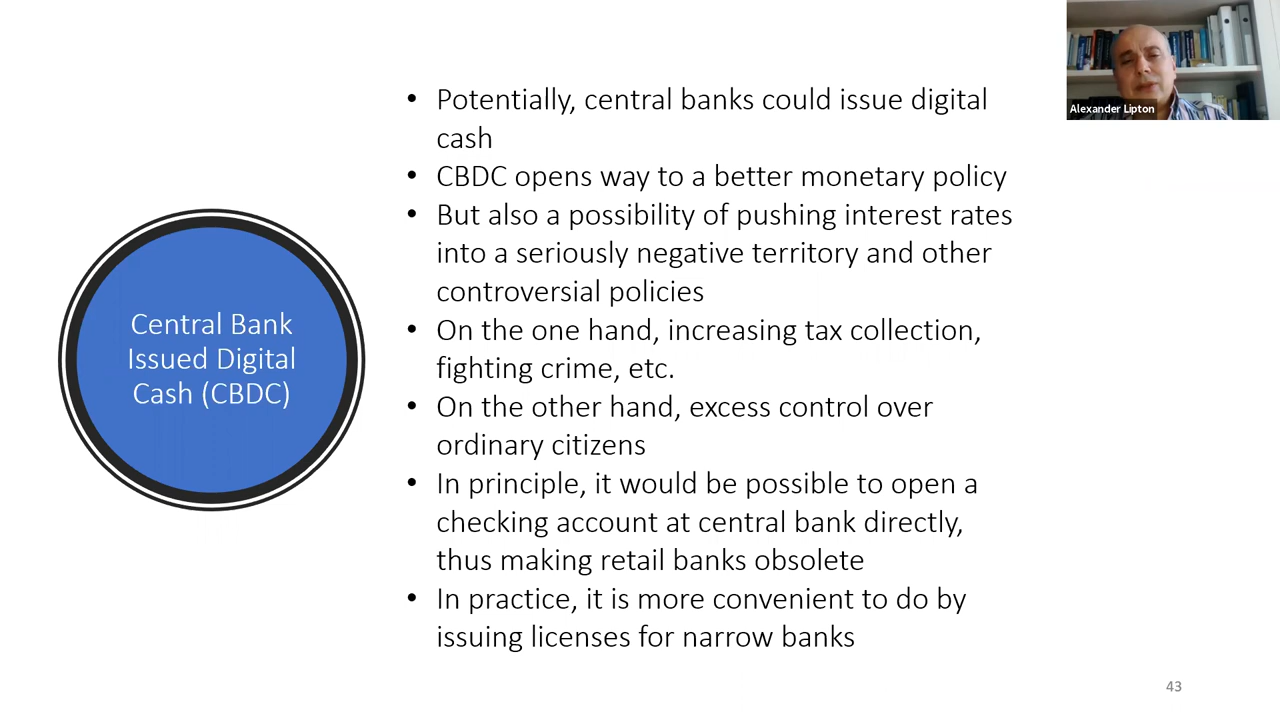 Alexander Lipton
Central Bank
Issued Digital
Cash (CBDC)
• Potentially, central banks could issue digital
cash
• CBDC opens way to a better monetary policy
• But also a possibility of pushing interest rates
into a seriously negative territory and other
controversial policies
• On the one hand, increasing tax collection,
fighting crime, etc.
• On the other hand, excess control over
ordinary citizens
• In principle, it would be possible to open a
checking account at central bank directly,
thus making retail banks obsolete
• In practice, it is more convenient to do by
issuing licenses for narrow banks
43